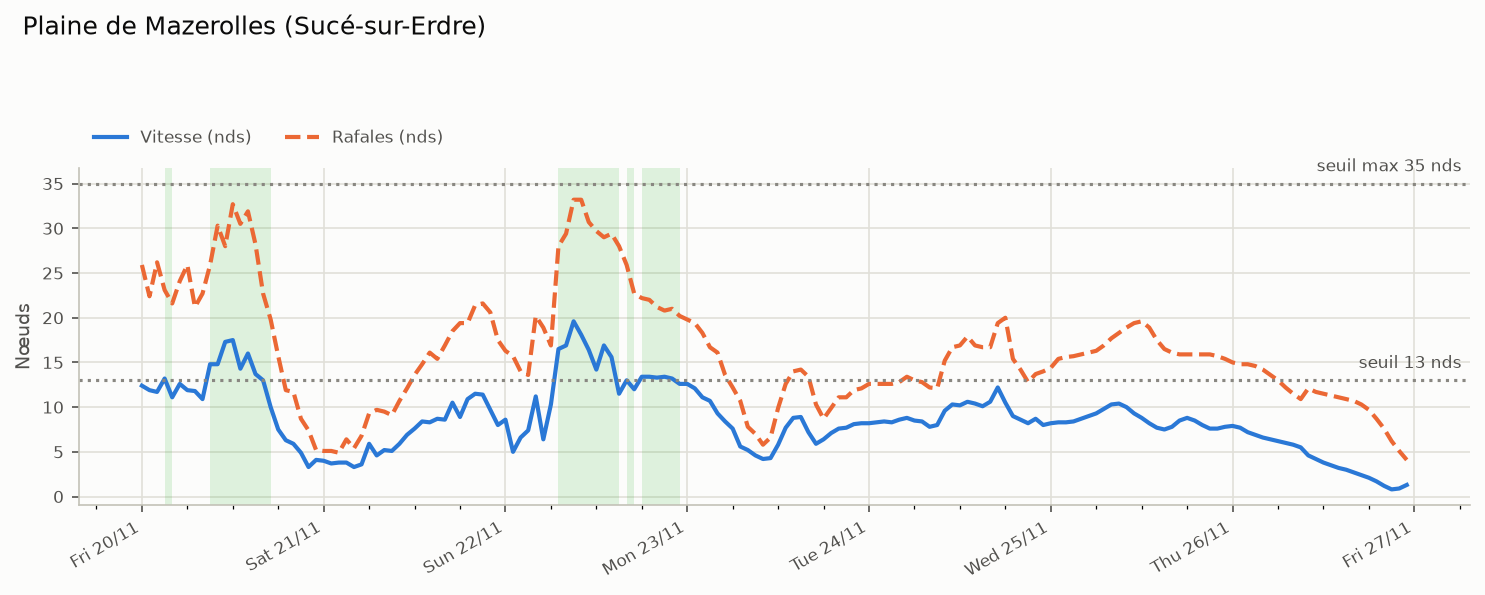 Plaine de Mazerolles (Sucé-sur-Erdre)
Vitesse (nds) Rafales (nds)
seuil max 35 nds
seuil 13 nds
Nœuds
35
30
25
20
15
10
5
0
Fri 20/11 Sat 21/11 Sun 22/11 Mon 23/11 Tue 24/11 Wed 25/11 Thu 26/11 Fri 27/11